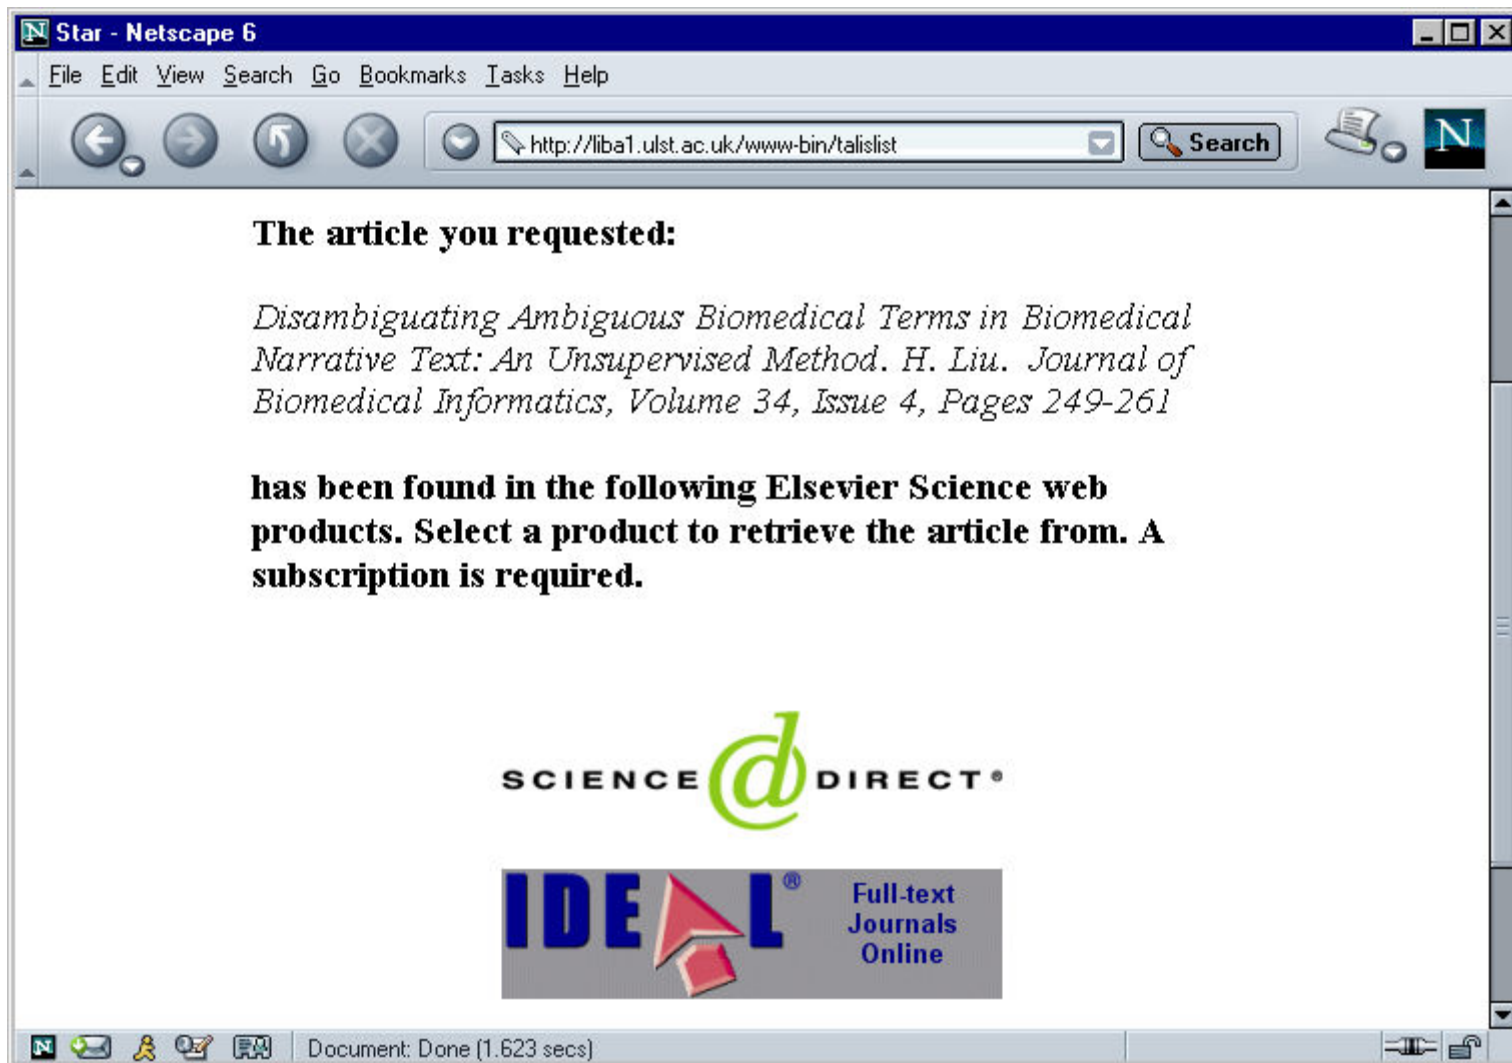 N Star - Netscape 6
File Edit View Search Go Bookmarks Tasks Help
http://liba1.ulst.ac.uk/www-bin/talislist Search N
The article you requested:
Disambiguating Ambiguous Biomedical Terms in Biomedical
Narrative Text: An Unsupervised Method. H. Liu. Journal of
Biomedical Informatics, Volume 34, Issue 4, Pages 249-261
has been found in the following Elsevier Science web
products. Select a product to retrieve the article from. A
subscription is required.
SCIENCE @ DIRECT®
IDEAL® Full-text
Journals
Online
N Document: Done (1.623 secs)